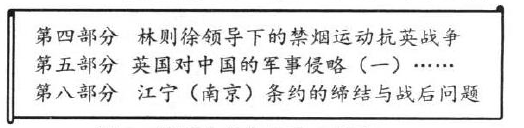 第四部分 林则徐领导下的禁烟运动抗英战争
第五部分 英国对中国的军事侵略（一）……
第八部分 江宁（南京）条约的缔结与战后问题